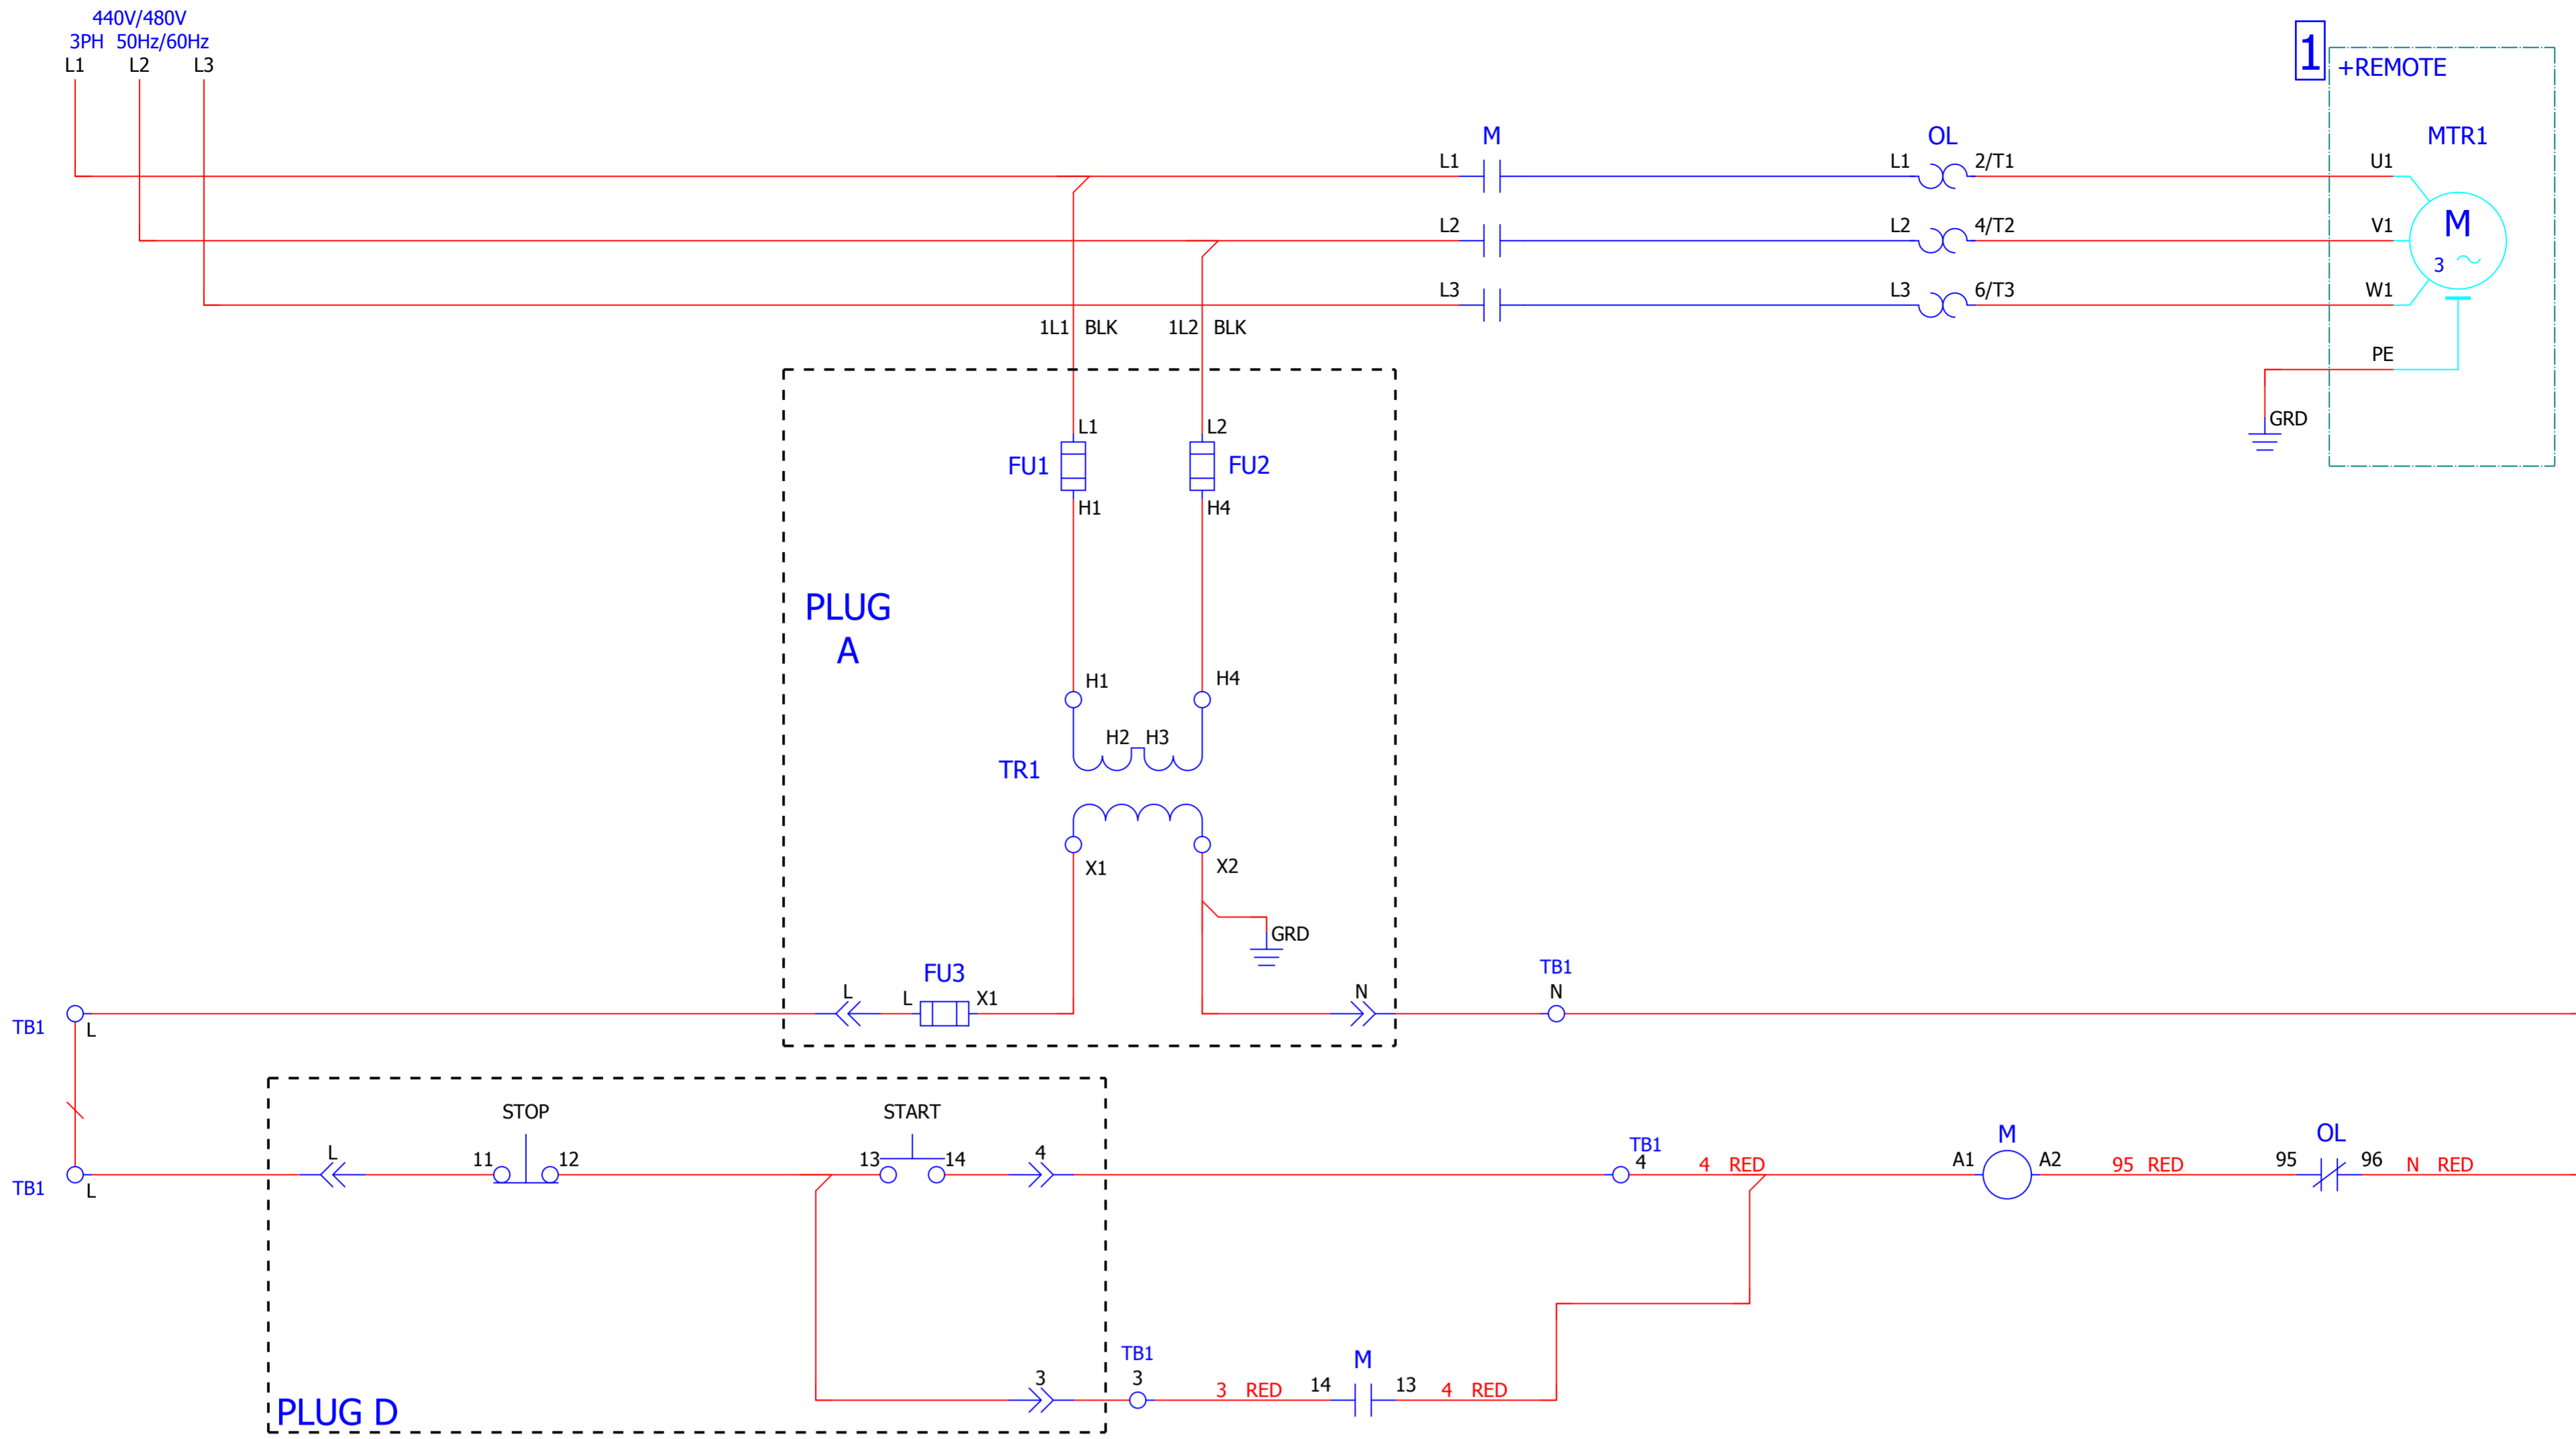 440V/480V
3PH 50Hz/60Hz
L1 L2 L3
1
+REMOTE
M OL MTR1
L1 L1 2/T1 U1
L2 L2 4/T2 V1
M
3
L3 L3 6/T3 W1
1L1 BLK 1L2 BLK
PE
GRD
L1 L2
FU1 FU2
H1 H4
PLUG
A
H1 H4
H2 H3
TR1
X1 X2
GRD
FU3
TB1
L L X1 N N
TB1 L
STOP START
TB1 M OL
L 11 12 13 14 4 4 4 RED A1 A2 95 RED 95 96 N RED
TB1 L
TB1 M
3 3 3 RED 14 13 4 RED
PLUG D